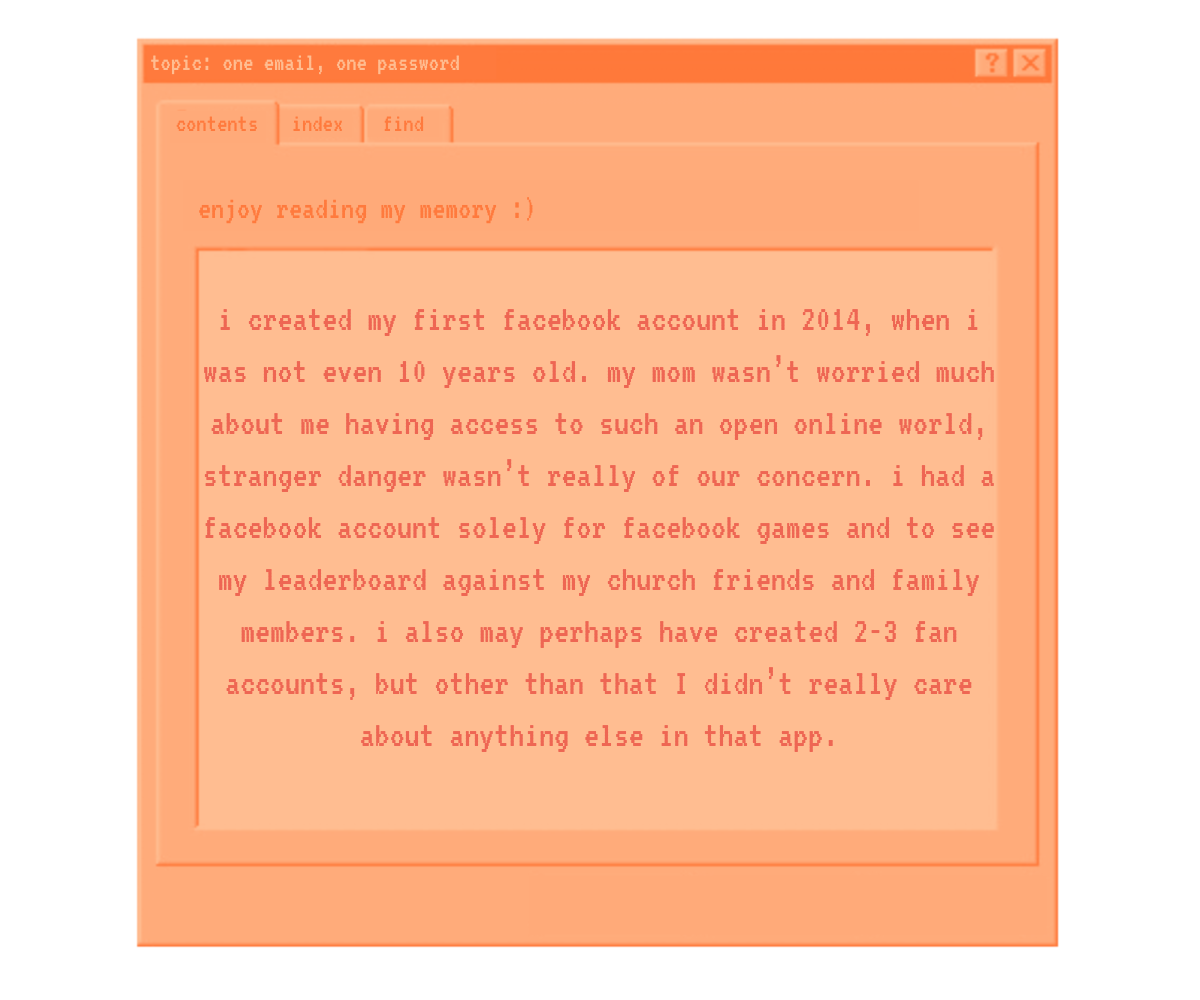 topic: one email, one password
? X
contents index find
enjoy reading my memory :)
i created my first facebook account in 2014, when i
was not even 10 years old. my mom wasn't worried much
about me having access to such an open online world,
stranger danger wasn't really of our concern. i had a
facebook account solely for facebook games and to see
my leaderboard against my church friends and family
members. i also may perhaps have created 2-3 fan
accounts, but other than that I didn't really care
about anything else in that app.